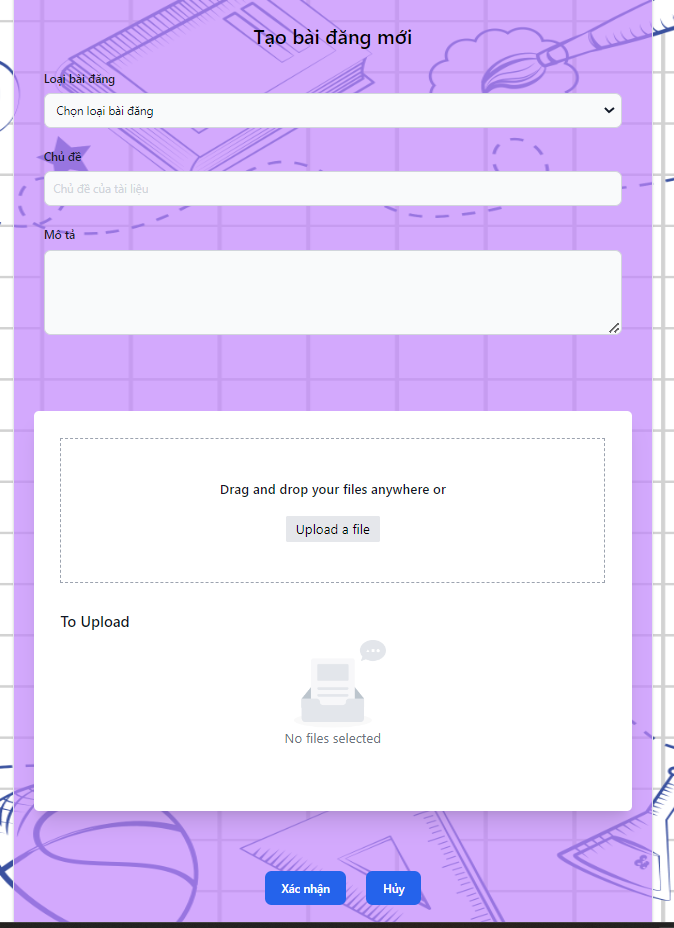 Tạo bài đăng mới
Loại bài đăng
Chọn loại bài đăng
Chủ đề
Chủ đề của tài liệu
Mô tả
Drag and drop your files anywhere or
Upload a file
To Upload
No files selected
Xác nhận
Hủy